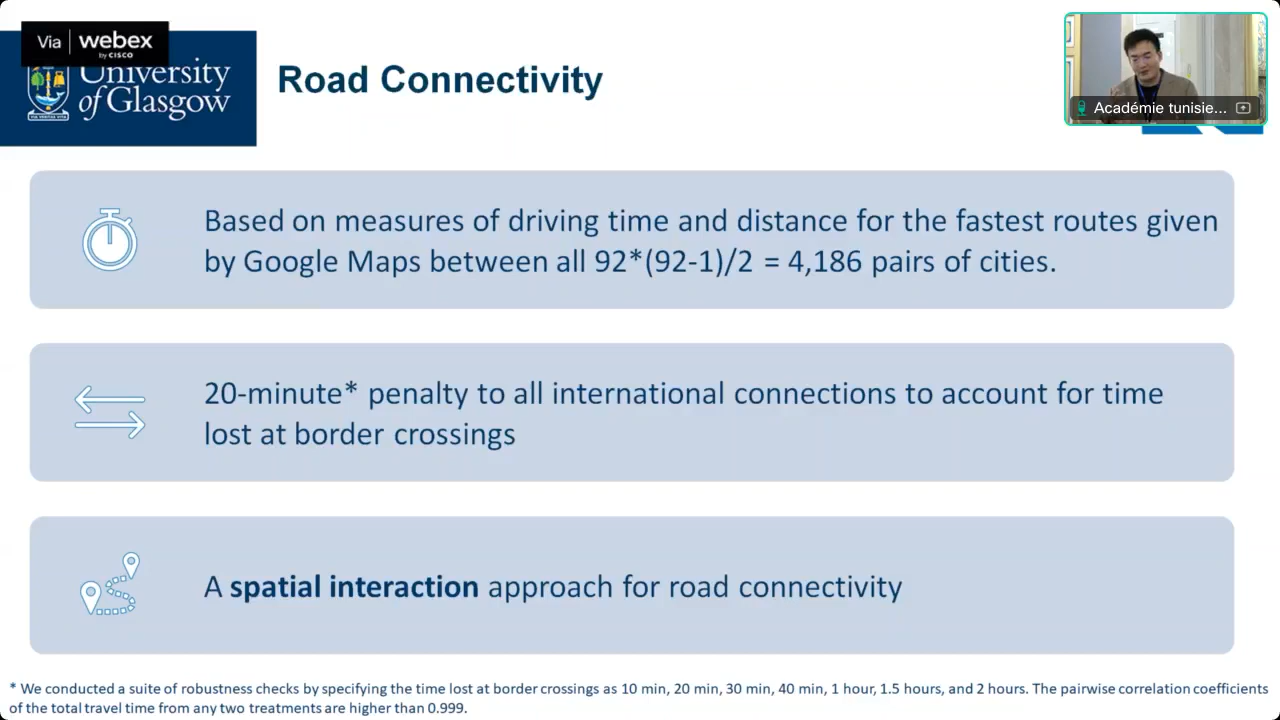 Via webex
by CISCO
University
of Glasgow
VIA VERITAS VITA
Road Connectivity
Académie tunisie...
Based on measures of driving time and distance for the fastest routes given
by Google Maps between all 92*(92-1)/2 = 4,186 pairs of cities.
20-minute* penalty to all international connections to account for time
lost at border crossings
A spatial interaction approach for road connectivity
* We conducted a suite of robustness checks by specifying the time lost at border crossings as 10 min, 20 min, 30 min, 40 min, 1 hour, 1.5 hours, and 2 hours. The pairwise correlation coefficients
of the total travel time from any two treatments are higher than 0.999.